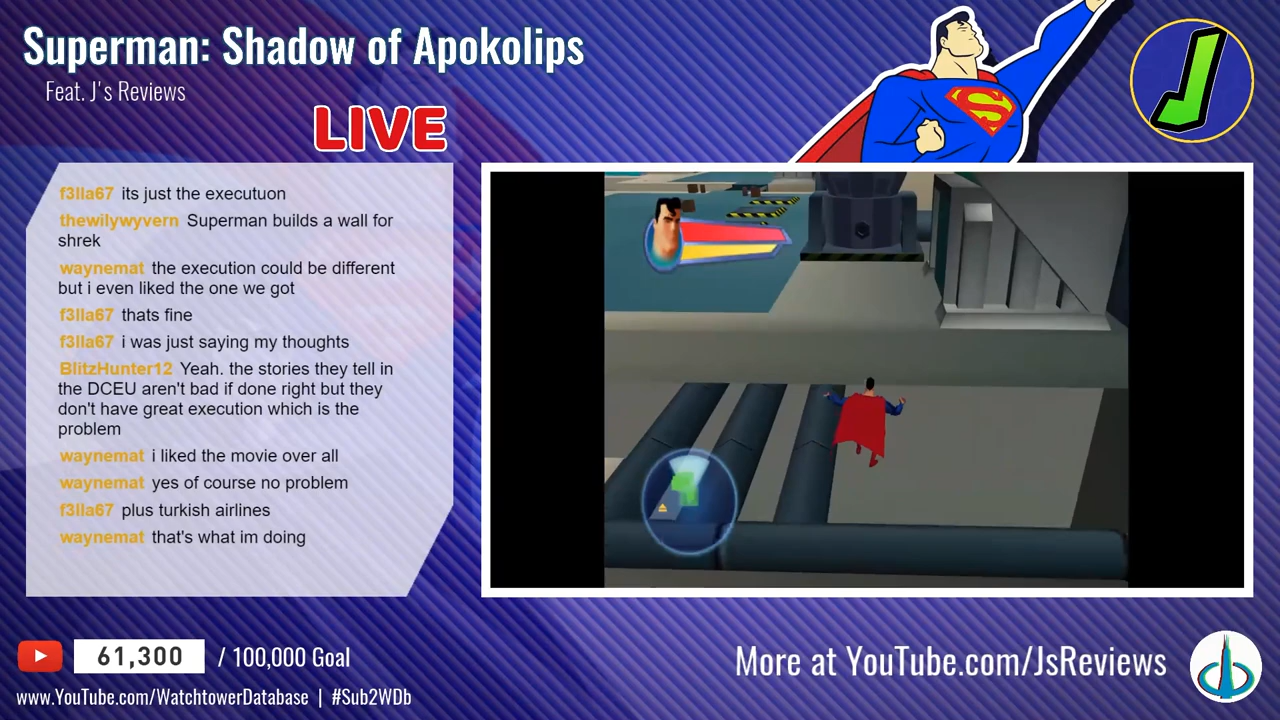 Superman: Shadow of Apokolips
Feat. J's Reviews
LIVE
f3lla67 its just the executuon
thewilywyvern Superman builds a wall for
shrek
waynemat the execution could be different
but i even liked the one we got
f3lla67 thats fine
f3lla67 i was just saying my thoughts
BlitzHunter12 Yeah. the stories they tell in
the DCEU aren't bad if done right but they
don't have great execution which is the
problem
waynemat i liked the movie over all
waynemat yes of course no problem
f3lla67 plus turkish airlines
waynemat that's what im doing
61,300 / 100,000 Goal
www.YouTube.com/WatchtowerDatabase | #Sub2WDb
More at YouTube.com/JsReviews